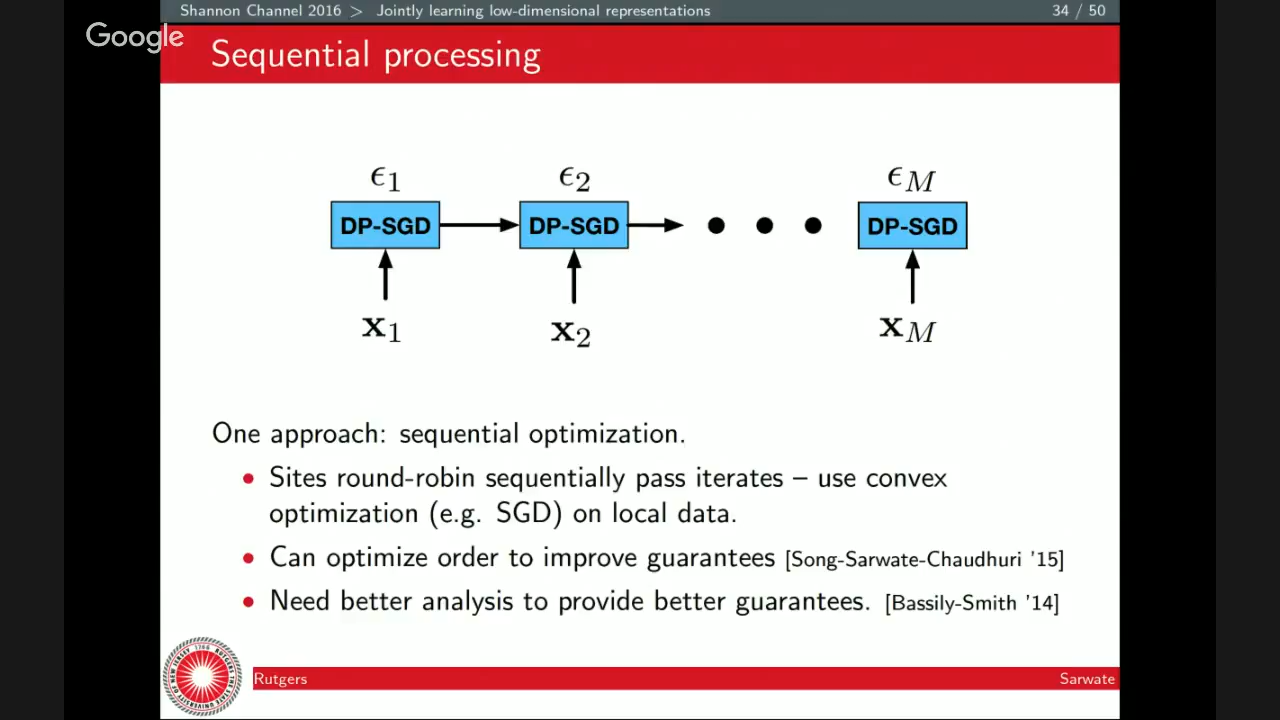 Shannon Channel 2016 > Jointly learning low-dimensional representations 34 / 50
Google
Sequential processing
ϵ1 ϵ2 ϵM
DP-SGD DP-SGD DP-SGD
x1 x2 xM
One approach: sequential optimization.
• Sites round-robin sequentially pass iterates – use convex
optimization (e.g. SGD) on local data.
• Can optimize order to improve guarantees [Song-Sarwate-Chaudhuri '15]
• Need better analysis to provide better guarantees. [Bassily-Smith '14]
Rutgers Sarwate